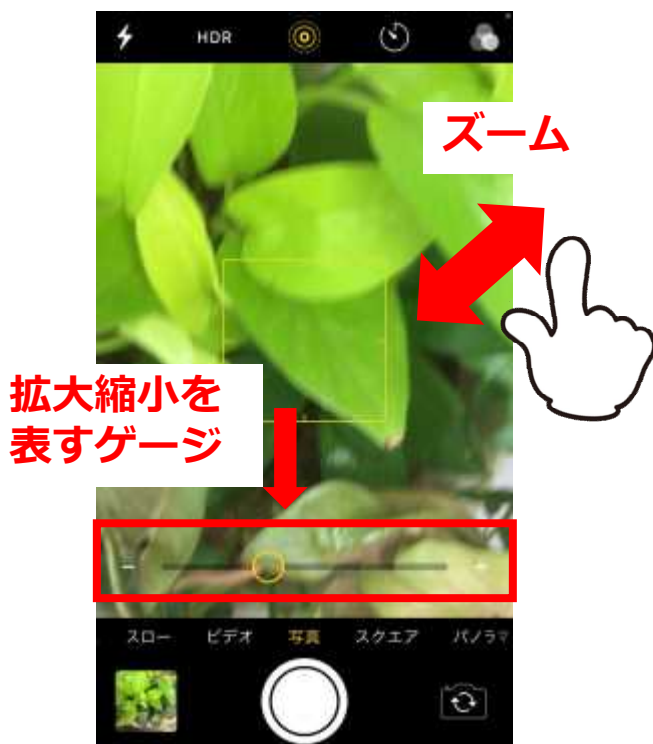 HDR
ズーム
拡大縮小を
表すゲージ
スロー ビデオ 写真 スクエア パノラマ